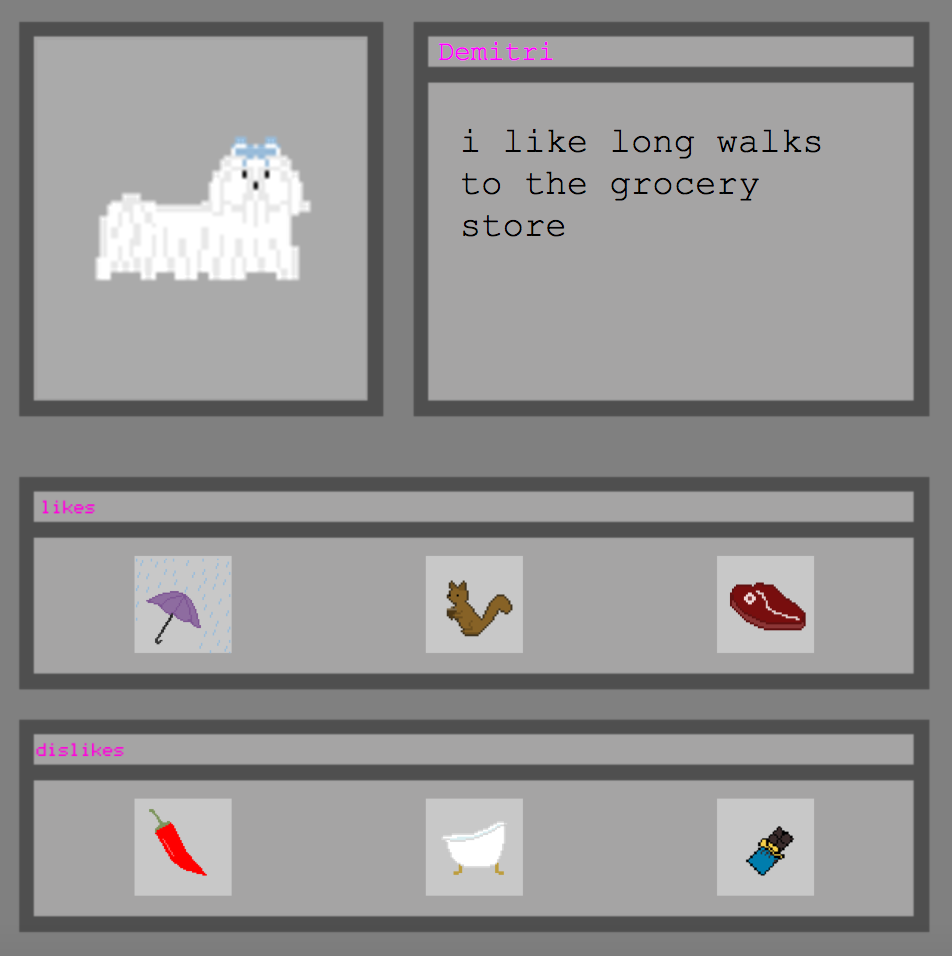 Demitri
i like long walks
to the grocery
store
likes
dislikes